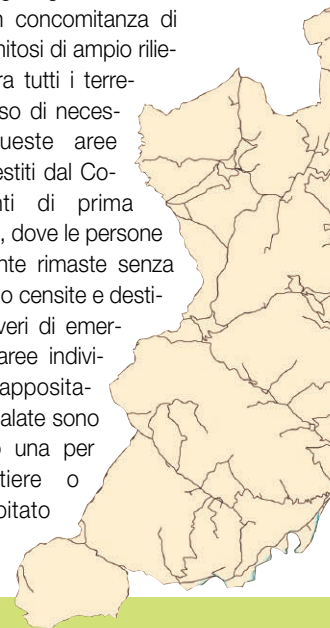 concomitanza di
mitosi di ampio rilie-
tutti i terre-
so di neces-
ueste aree
estiti dal Co-
nti di prima
, dove le persone
nte rimaste senza
o censite e desti-
veri di emer-
aree indivi-
apposita-
alate sono
una per
tiere o
bitato